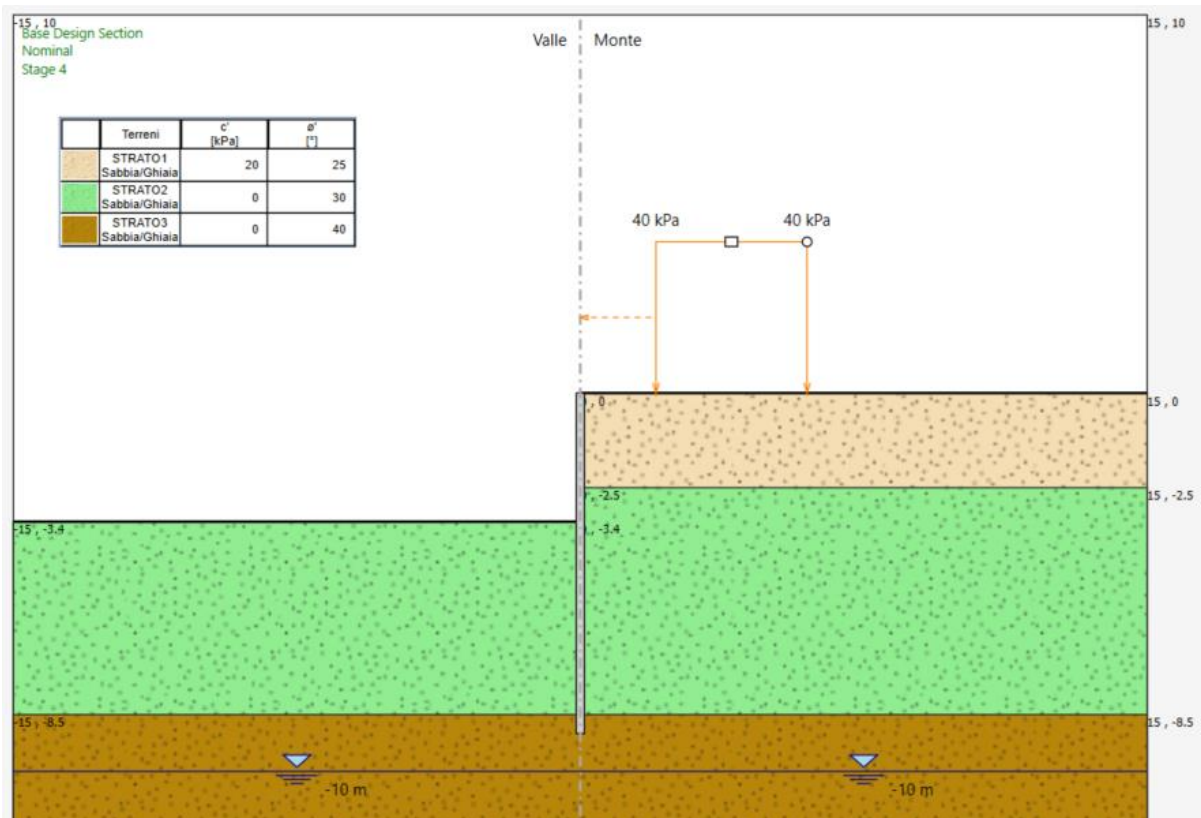 -15 , 10
15 , 10
Base Design Section
Nominal
Stage 4
Valle
Monte
Terreni
c'
[kPa]
ø'
[°]
STRATO1
Sabbia/Ghiaia
20
25
STRATO2
Sabbia/Ghiaia
0
30
STRATO3
Sabbia/Ghiaia
0
40
40 kPa
40 kPa
, 0
15 , 0
, -2.5
15 , -2.5
-15 , -3.4
, -3.4
-15 , -8.5
15 , -8.5
-10 m
-10 m